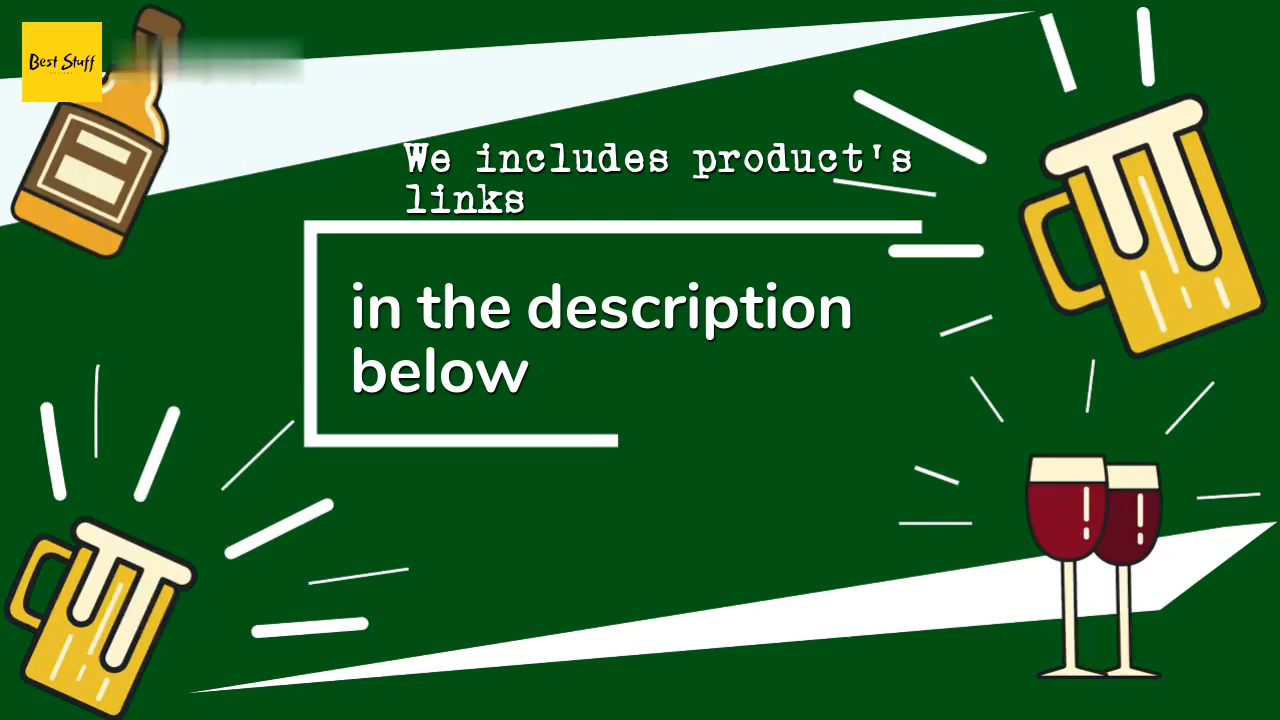 Best Stuff
We includes product's
links
in the description
below